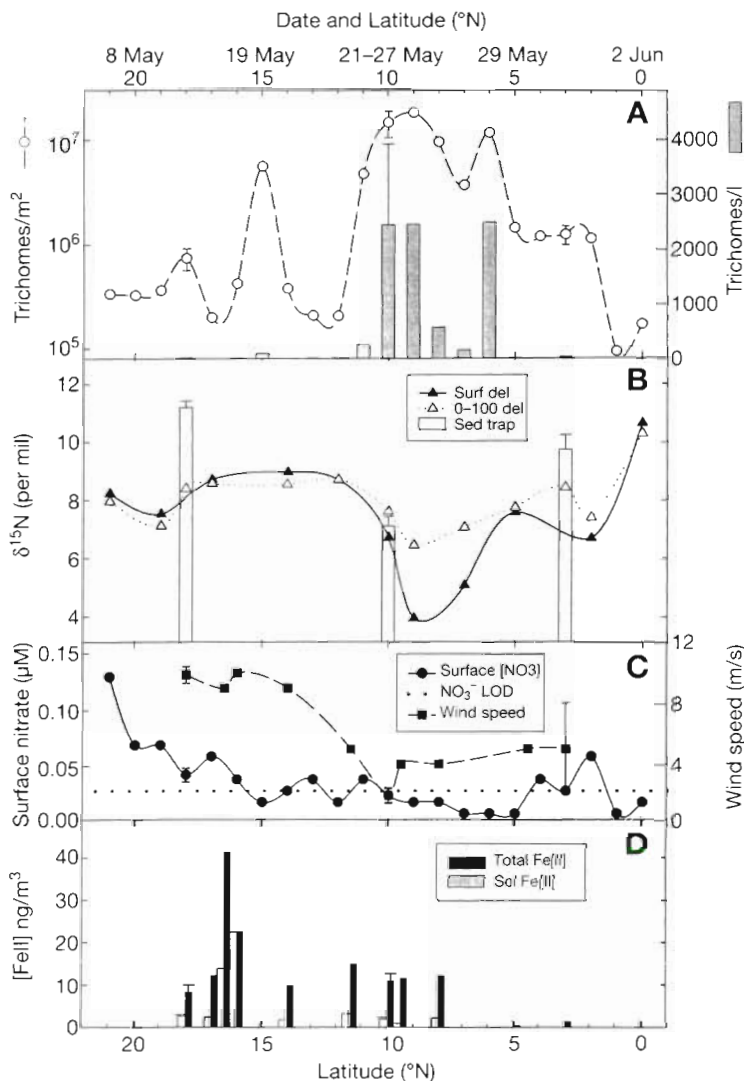 Date and Latitude (°N)
8 May 19 May 21–27 May 29 May 2 Jun
20 15 10 5 0
A
Trichomes/m²
10⁷
10⁶
10⁵
4000
3000
2000
1000
0
Trichomes/l
B
Surf del
0–100 del
Sed trap
δ¹⁵N (per mil)
12
10
8
6
4
C
Surface [NO3]
NO₃⁻ LOD
Wind speed
Surface nitrate (μM)
0.15
0.10
0.05
0.00
12
8
4
0
Wind speed (m/s)
D
Total Fe[II]
Sol Fe[II]
[FeII] ng/m³
40
30
20
10
0
20 15 10 5 0
Latitude (°N)